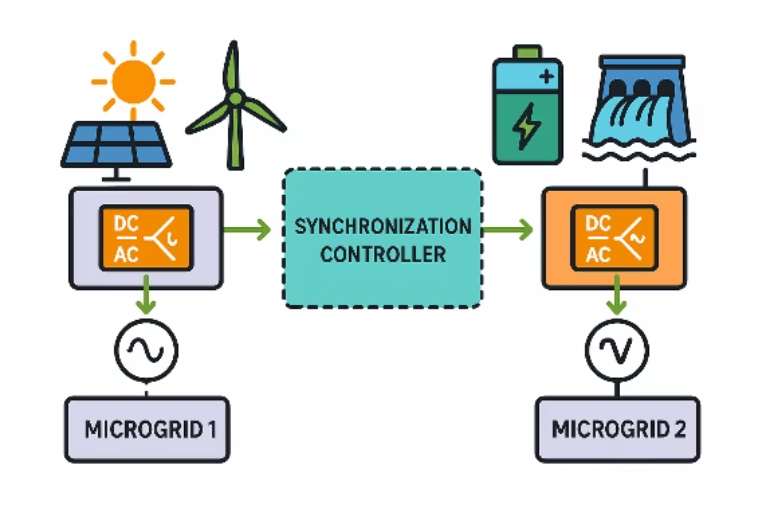 DC
AC
SYNCHRONIZATION
CONTROLLER
DC
AC
MICROGRID 1
MICROGRID 2